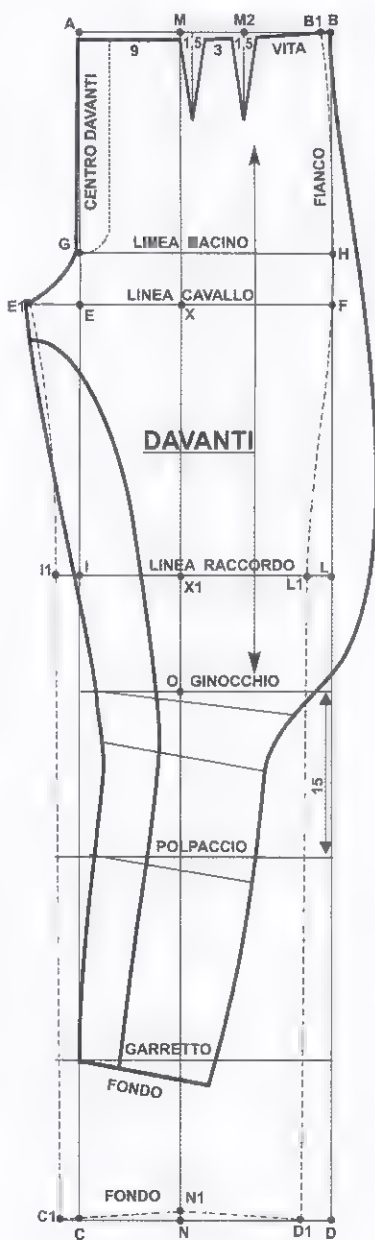 A M M2 B1 B
9 1,5 3 1,5 VITA
CENTRO DAVANTI
FIANCO
G LINEA BACINO H
E1 E LINEA CAVALLO X F
DAVANTI
I1 I LINEA RACCORDO X1 L1 L
O GINOCCHIO
15
POLPACCIO
GARRETTO
FONDO
FONDO N1
C1 C N D1 D